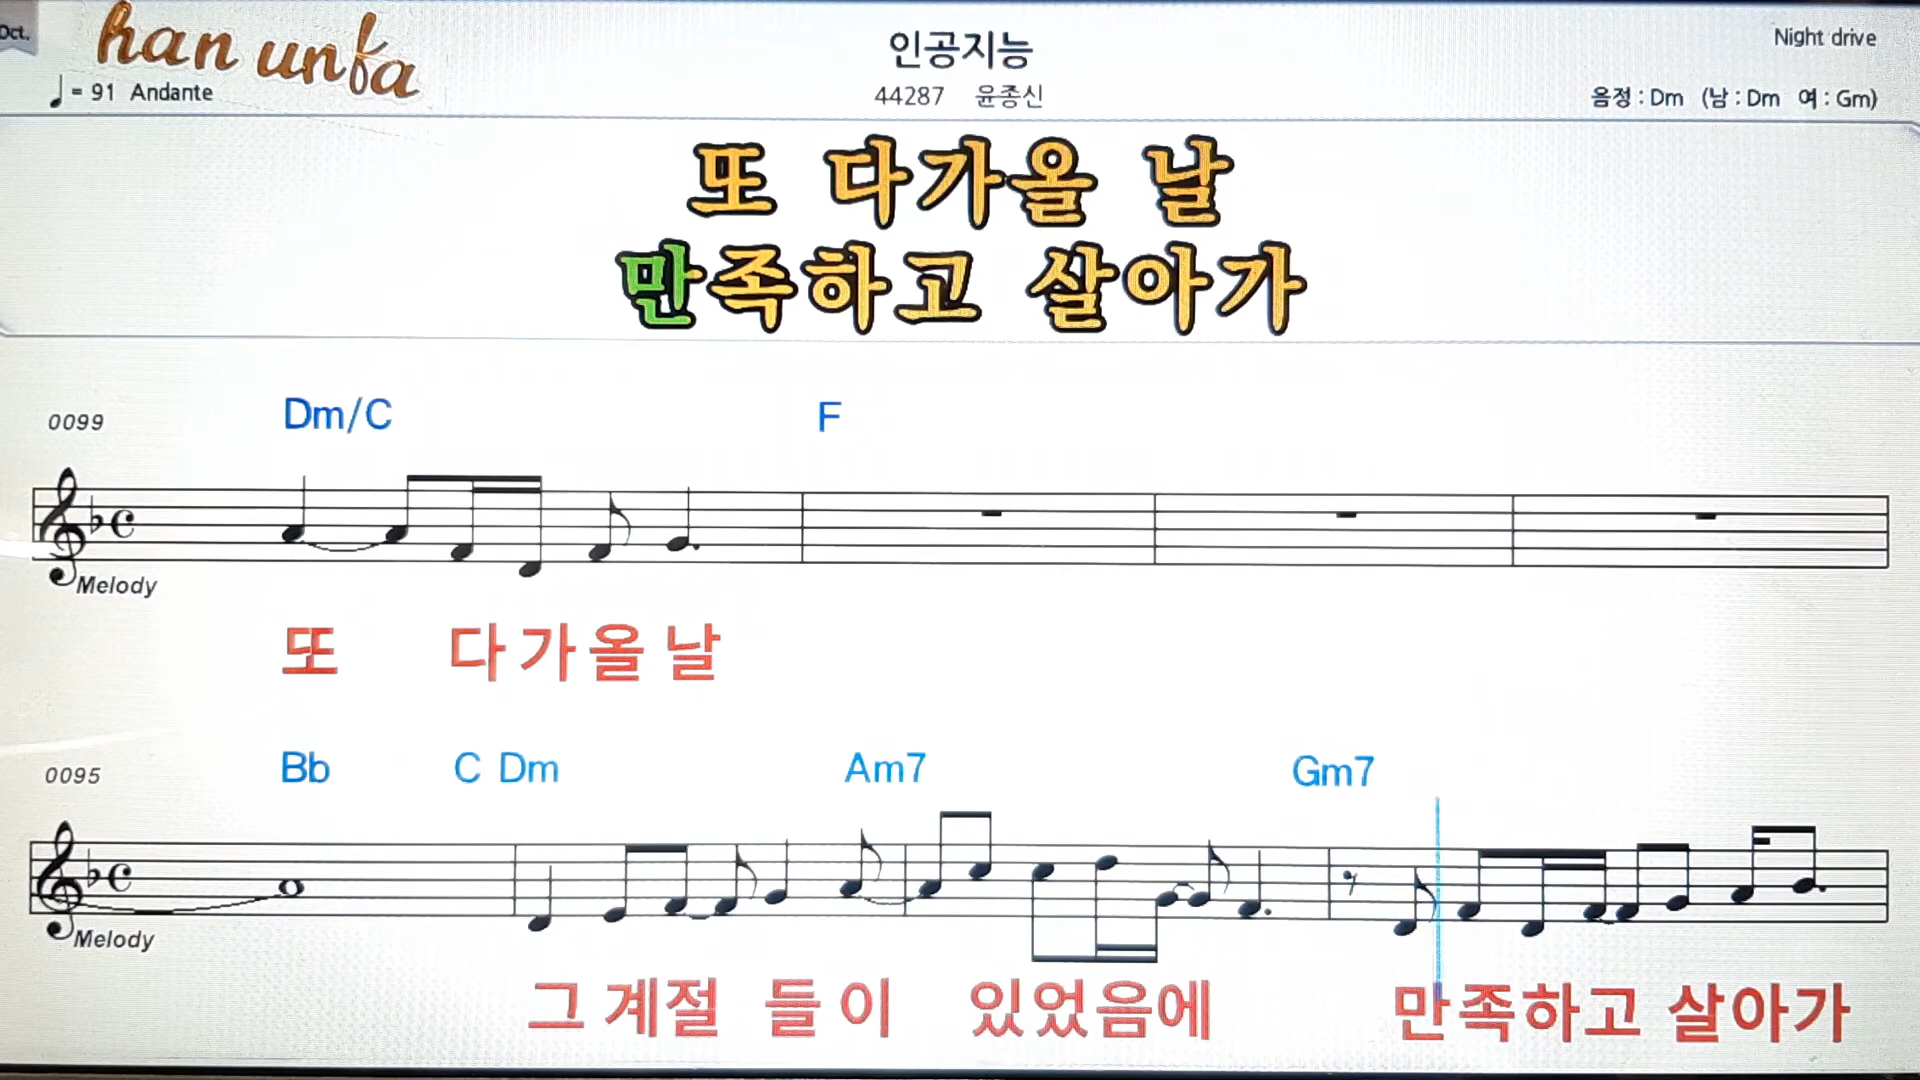 Oct.
han unfa
인공지능
Night drive
♩ = 91 Andante
44287 윤종신
음정 : Dm (남 : Dm 여 : Gm)
또 다가올 날
만족하고 살아가
0099
Dm/C F
Melody
또 다가올 날
0095
Bb C Dm Am7 Gm7
Melody
그 계절 들이 있었음에 만족하고 살아가